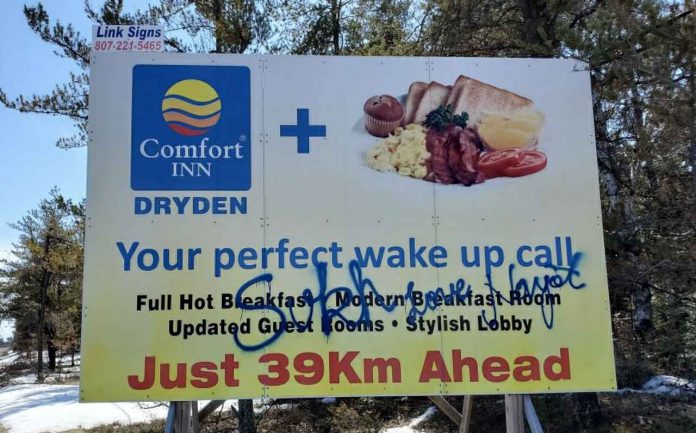 Link Signs
807-221-5465
Comfort®
INN
DRYDEN
+
Your perfect wake up call
Full Hot Breakfast • Modern Breakfast Room
Updated Guest Rooms • Stylish Lobby
Just 39Km Ahead